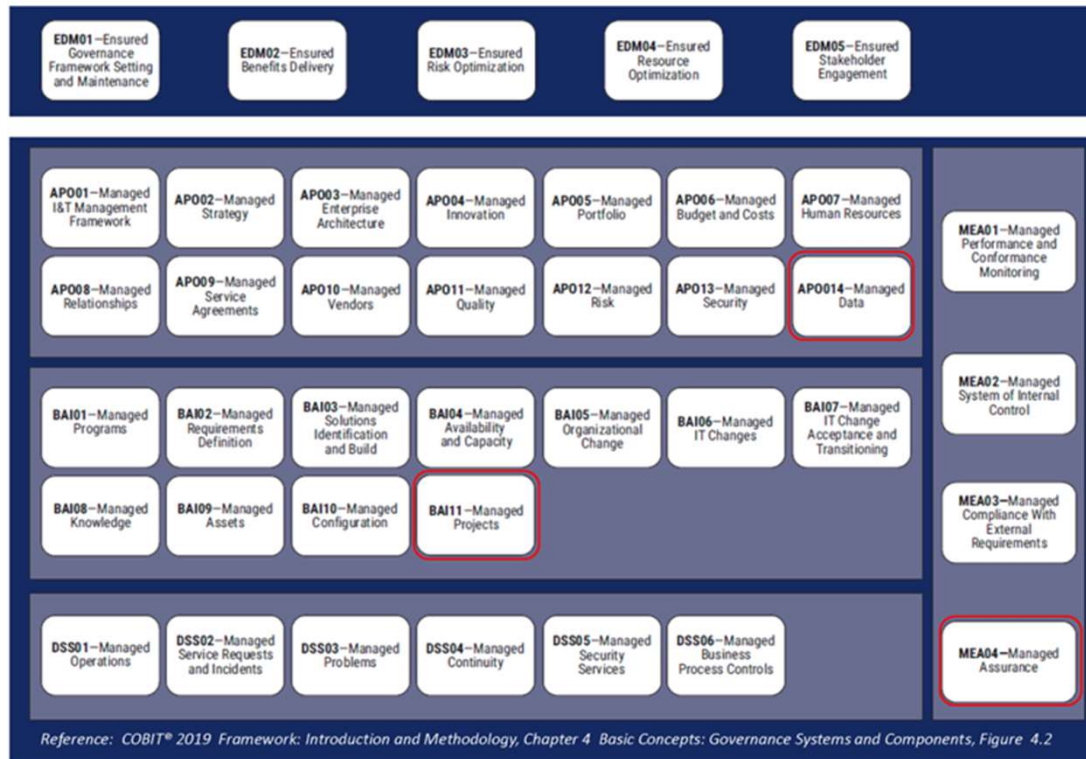 EDM01—Ensured
Governance
Framework Setting
and Maintenance
EDM02—Ensured
Benefits Delivery
EDM03—Ensured
Risk Optimization
EDM04—Ensured
Resource
Optimization
EDM05—Ensured
Stakeholder
Engagement
APO01—Managed
I&T Management
Framework
APO02—Managed
Strategy
APO03—Managed
Enterprise
Architecture
APO04—Managed
Innovation
APO05—Managed
Portfolio
APO06—Managed
Budget and Costs
APO07—Managed
Human Resources
APO08—Managed
Relationships
APO09—Managed
Service
Agreements
APO10—Managed
Vendors
APO11—Managed
Quality
APO12—Managed
Risk
APO13—Managed
Security
APO014—Managed
Data
BAI01—Managed
Programs
BAI02—Managed
Requirements
Definition
BAI03—Managed
Solutions
Identification
and Build
BAI04—Managed
Availability
and Capacity
BAI05—Managed
Organizational
Change
BAI06—Managed
IT Changes
BAI07—Managed
IT Change
Acceptance and
Transitioning
BAI08—Managed
Knowledge
BAI09—Managed
Assets
BAI10—Managed
Configuration
BAI11—Managed
Projects
DSS01—Managed
Operations
DSS02—Managed
Service Requests
and Incidents
DSS03—Managed
Problems
DSS04—Managed
Continuity
DSS05—Managed
Security
Services
DSS06—Managed
Business
Process Controls
MEA01—Managed
Performance and
Conformance
Monitoring
MEA02—Managed
System of Internal
Control
MEA03—Managed
Compliance With
External
Requirements
MEA04—Managed
Assurance
Reference: COBIT® 2019 Framework: Introduction and Methodology, Chapter 4 Basic Concepts: Governance Systems and Components, Figure 4.2